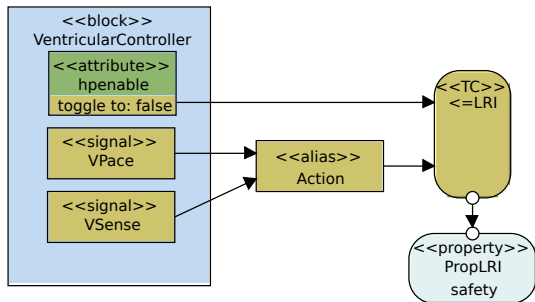 <<block>>
VentricularController
<<attribute>>
hpenable
toggle to: false
<<signal>>
VPace
<<signal>>
VSense
<<alias>>
Action
<<TC>>
<=LRI
<<property>>
PropLRI
safety